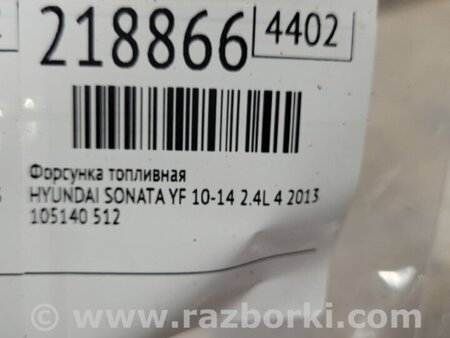 218866 4402
Форсунка топливная
HYUNDAI SONATA YF 10-14 2.4L 4 2013
105140 512
© www.razborki.com